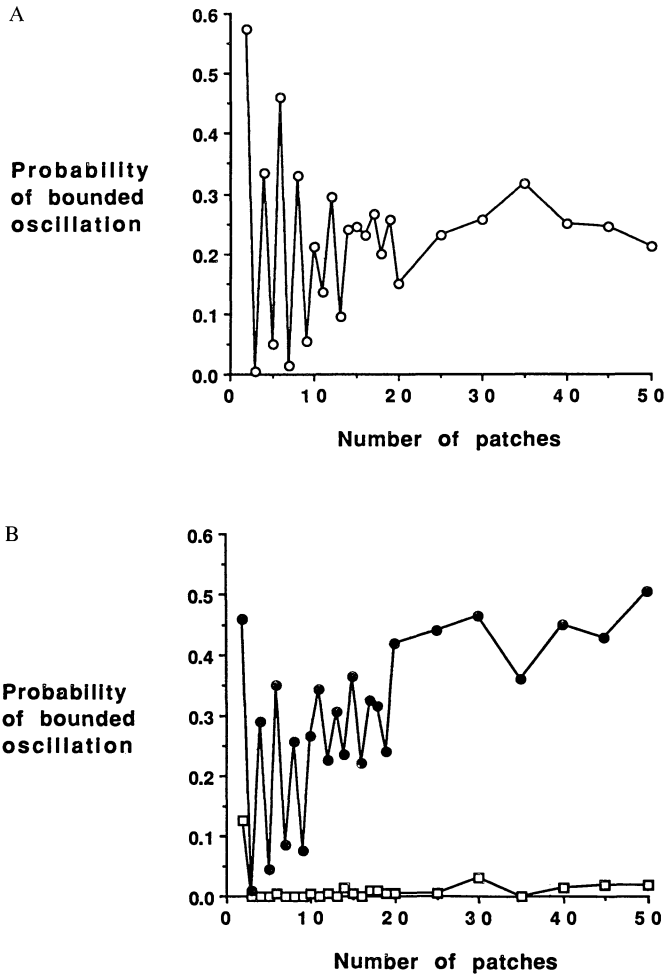 A
0.6
0.5
0.4
0.3
0.2
0.1
0.0
Probability
of bounded
oscillation
0 10 20 30 40 50
Number of patches
B
0.6
0.5
0.4
0.3
0.2
0.1
0.0
Probability
of bounded
oscillation
0 10 20 30 40 50
Number of patches